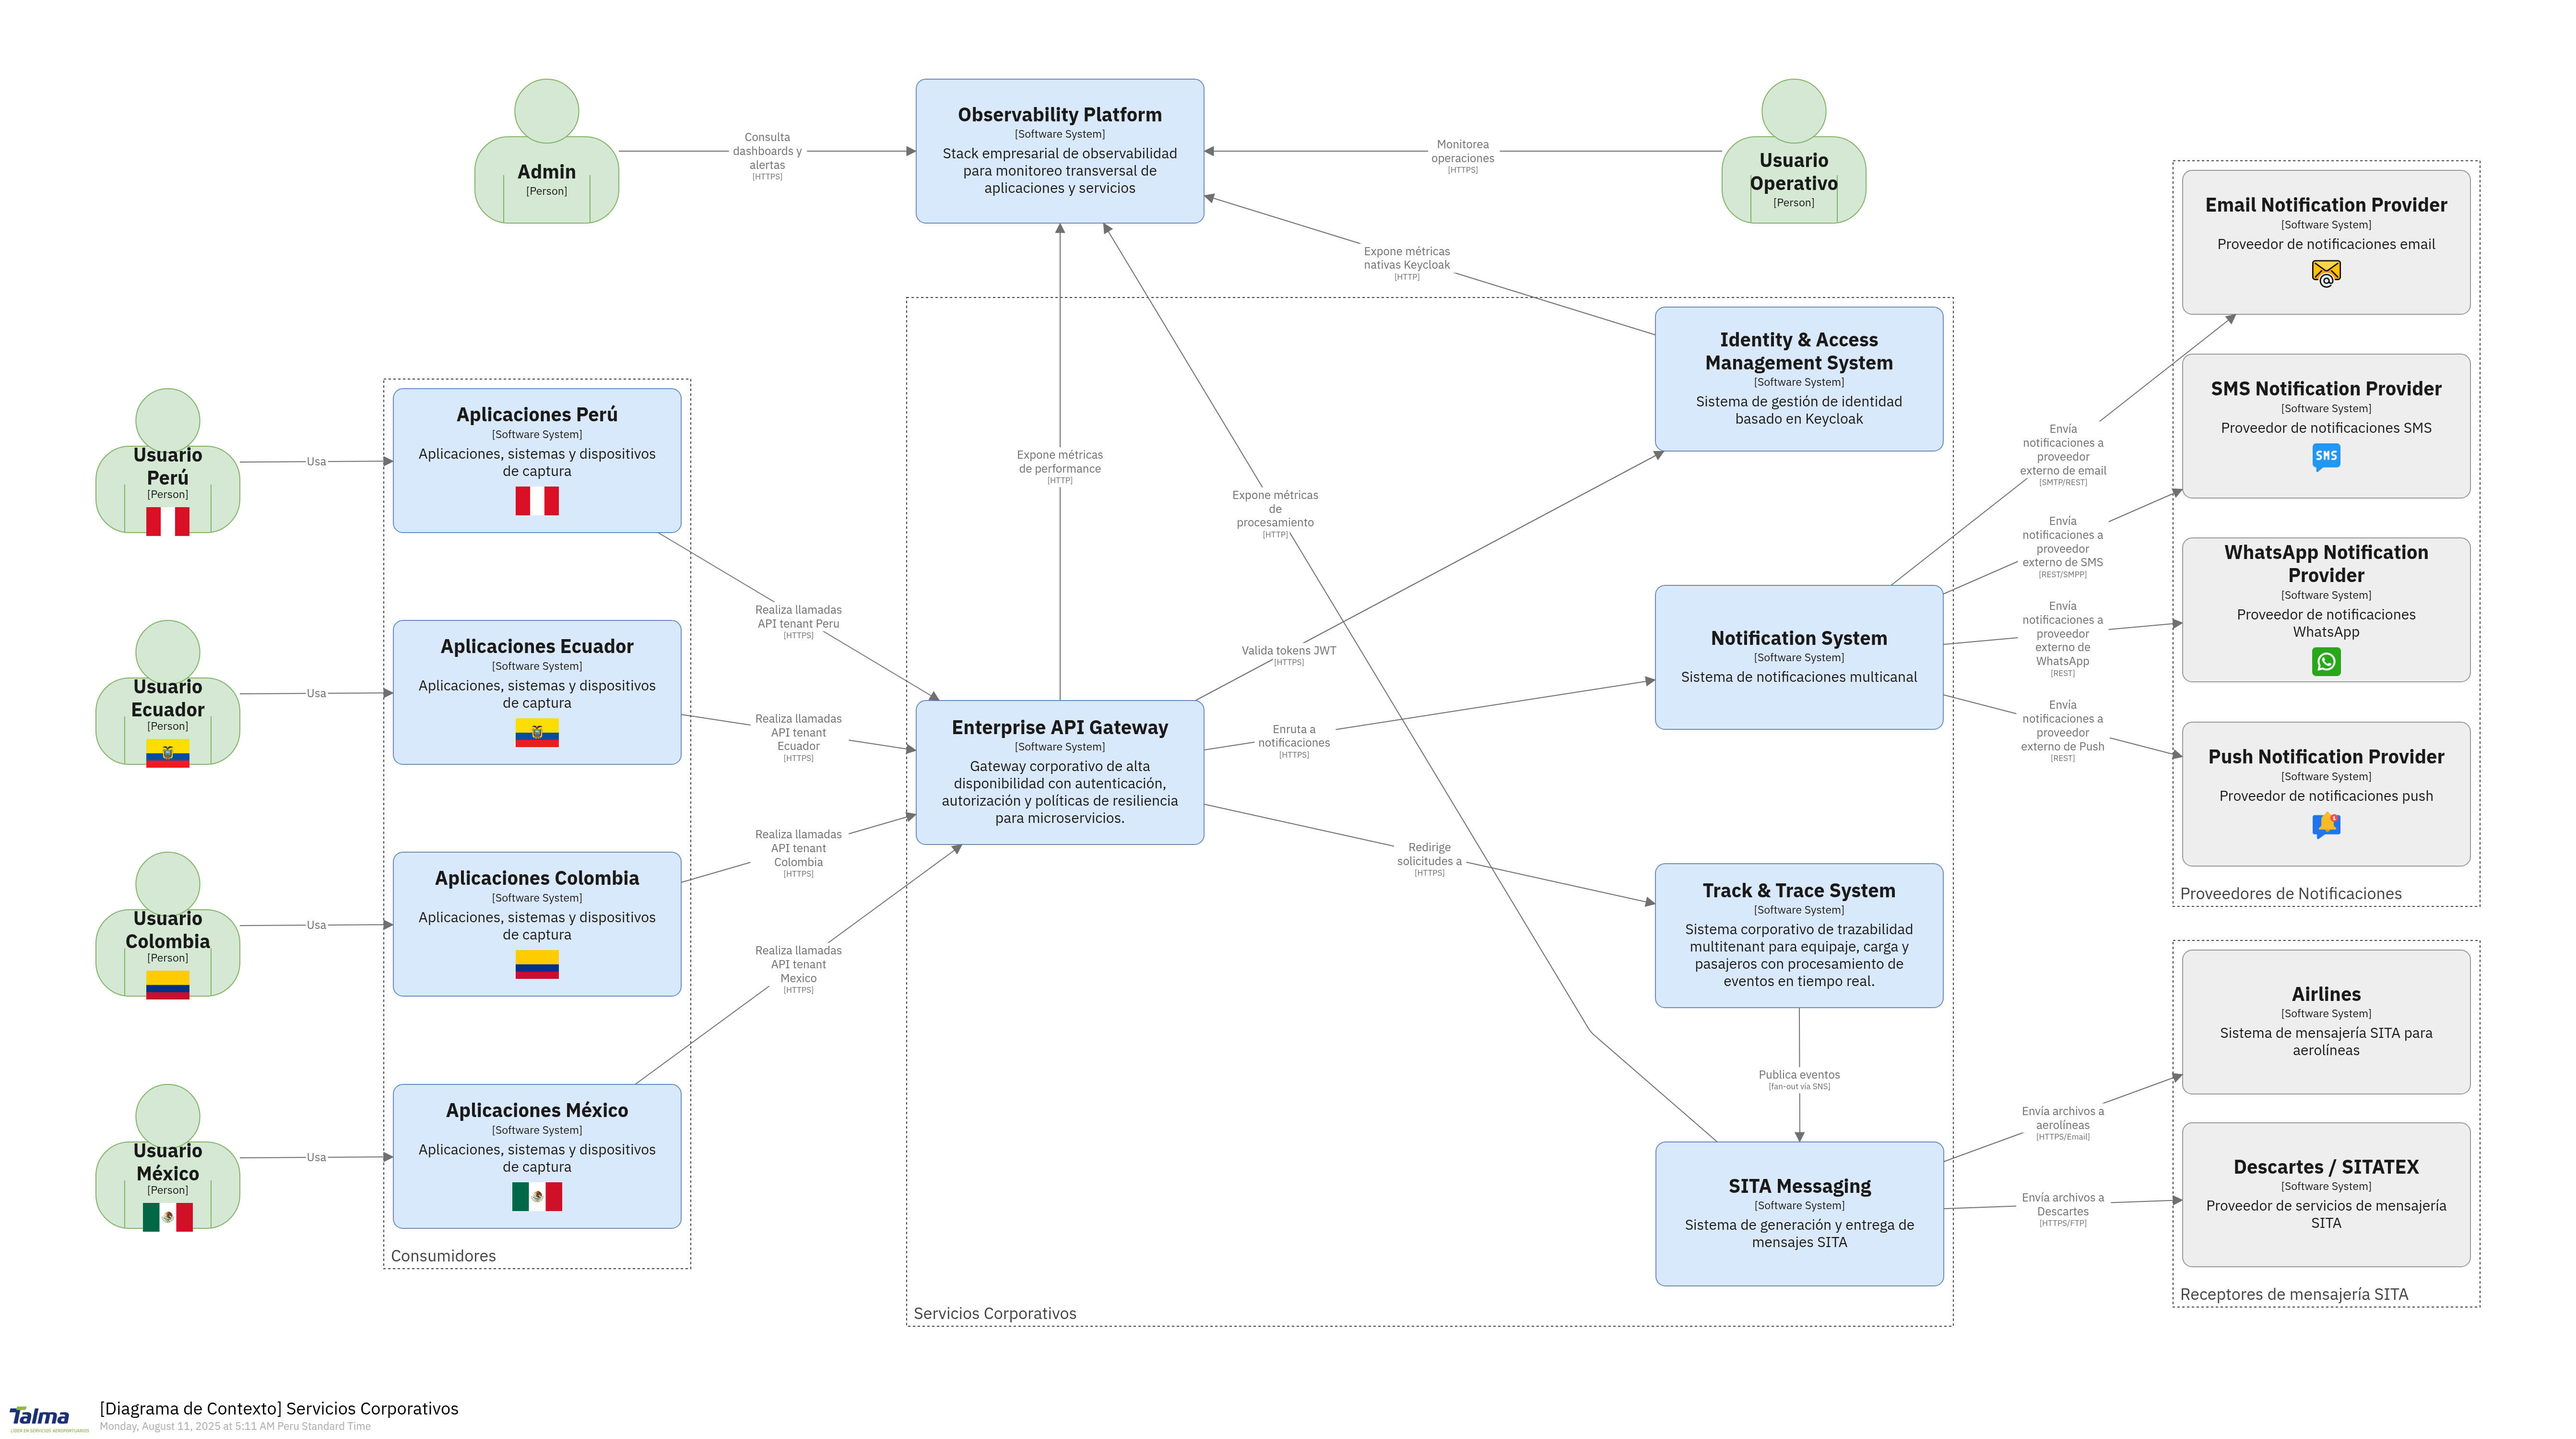 Admin
[Person]
Consulta
dashboards y
alertas
[HTTPS]
Observability Platform
[Software System]
Stack empresarial de observabilidad
para monitoreo transversal de
aplicaciones y servicios
Monitorea
operaciones
[HTTPS]
Usuario
Operativo
[Person]
Expone métricas
nativas Keycloak
[HTTP]
Email Notification Provider
[Software System]
Proveedor de notificaciones email
Identity & Access
Management System
[Software System]
Sistema de gestión de identidad
basado en Keycloak
SMS Notification Provider
[Software System]
Proveedor de notificaciones SMS
SMS
Usuario
Perú
[Person]
Usa
Aplicaciones Perú
[Software System]
Aplicaciones, sistemas y dispositivos
de captura
Expone métricas
de performance
[HTTP]
Expone métricas
de
procesamiento
[HTTP]
Envía
notificaciones a
proveedor
externo de email
[SMTP/REST]
Envía
notificaciones a
proveedor
externo de SMS
[REST/SMPP]
WhatsApp Notification
Provider
[Software System]
Proveedor de notificaciones
WhatsApp
Realiza llamadas
API tenant Peru
[HTTPS]
Envía
notificaciones a
proveedor
externo de
WhatsApp
[REST]
Usuario
Ecuador
[Person]
Usa
Aplicaciones Ecuador
[Software System]
Aplicaciones, sistemas y dispositivos
de captura
Valida tokens JWT
[HTTPS]
Notification System
[Software System]
Sistema de notificaciones multicanal
Realiza llamadas
API tenant
Ecuador
[HTTPS]
Enterprise API Gateway
[Software System]
Gateway corporativo de alta
disponibilidad con autenticación,
autorización y políticas de resiliencia
para microservicios.
Enruta a
notificaciones
[HTTPS]
Envía
notificaciones a
proveedor
externo de Push
[REST]
Push Notification Provider
[Software System]
Proveedor de notificaciones push
1
Proveedores de Notificaciones
Realiza llamadas
API tenant
Colombia
[HTTPS]
Redirige
solicitudes a
[HTTPS]
Usuario
Colombia
[Person]
Usa
Aplicaciones Colombia
[Software System]
Aplicaciones, sistemas y dispositivos
de captura
Track & Trace System
[Software System]
Sistema corporativo de trazabilidad
multitenant para equipaje, carga y
pasajeros con procesamiento de
eventos en tiempo real.
Realiza llamadas
API tenant
Mexico
[HTTPS]
Airlines
[Software System]
Sistema de mensajería SITA para
aerolíneas
Publica eventos
[fan-out via SNS]
Usuario
México
[Person]
Usa
Aplicaciones México
[Software System]
Aplicaciones, sistemas y dispositivos
de captura
Consumidores
Envía archivos a
aerolíneas
[HTTPS/Email]
SITA Messaging
[Software System]
Sistema de generación y entrega de
mensajes SITA
Envía archivos a
Descartes
[HTTPS/FTP]
Descartes / SITATEX
[Software System]
Proveedor de servicios de mensajería
SITA
Receptores de mensajería SITA
Servicios Corporativos
Talma
LÍDER EN SERVICIOS AEROPORTUARIOS
[Diagrama de Contexto] Servicios Corporativos
Monday, August 11, 2025 at 5:11 AM Peru Standard Time